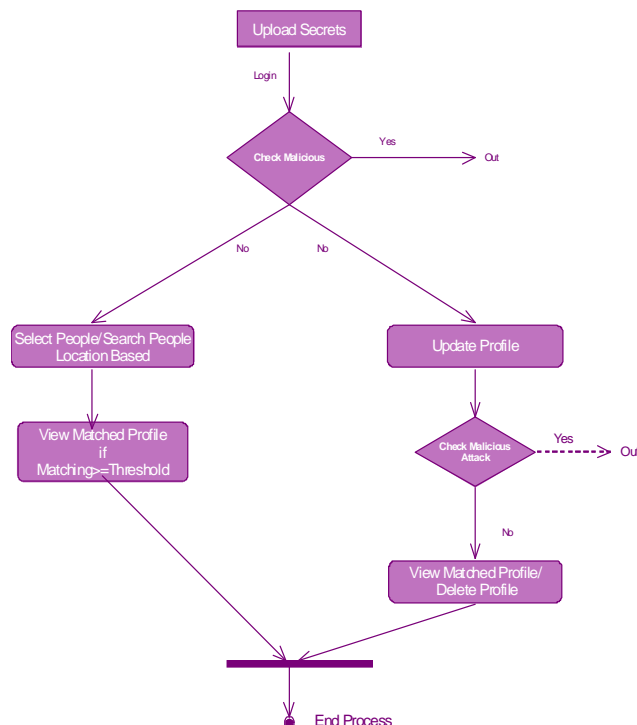 Upload Secrets
Login
Check Malicious
Yes
Out
No
No
Select People/Search People
Location Based
Update Profile
View Matched Profile
if
Matching>=Threshold
Check Malicious
Attack
Yes
Ou
No
View Matched Profile/
Delete Profile
End Process